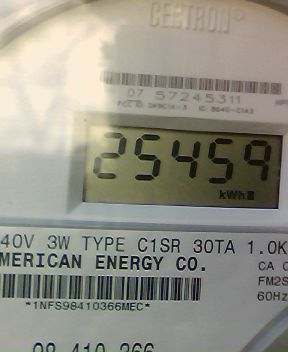 CENTRON®
07 57245311
25459
kWh
40V 3W TYPE C1SR 30TA 1.0K
MERICAN ENERGY CO.
CA
FM2S
60Hz
*1NFS98410366MEC*
98 410 366